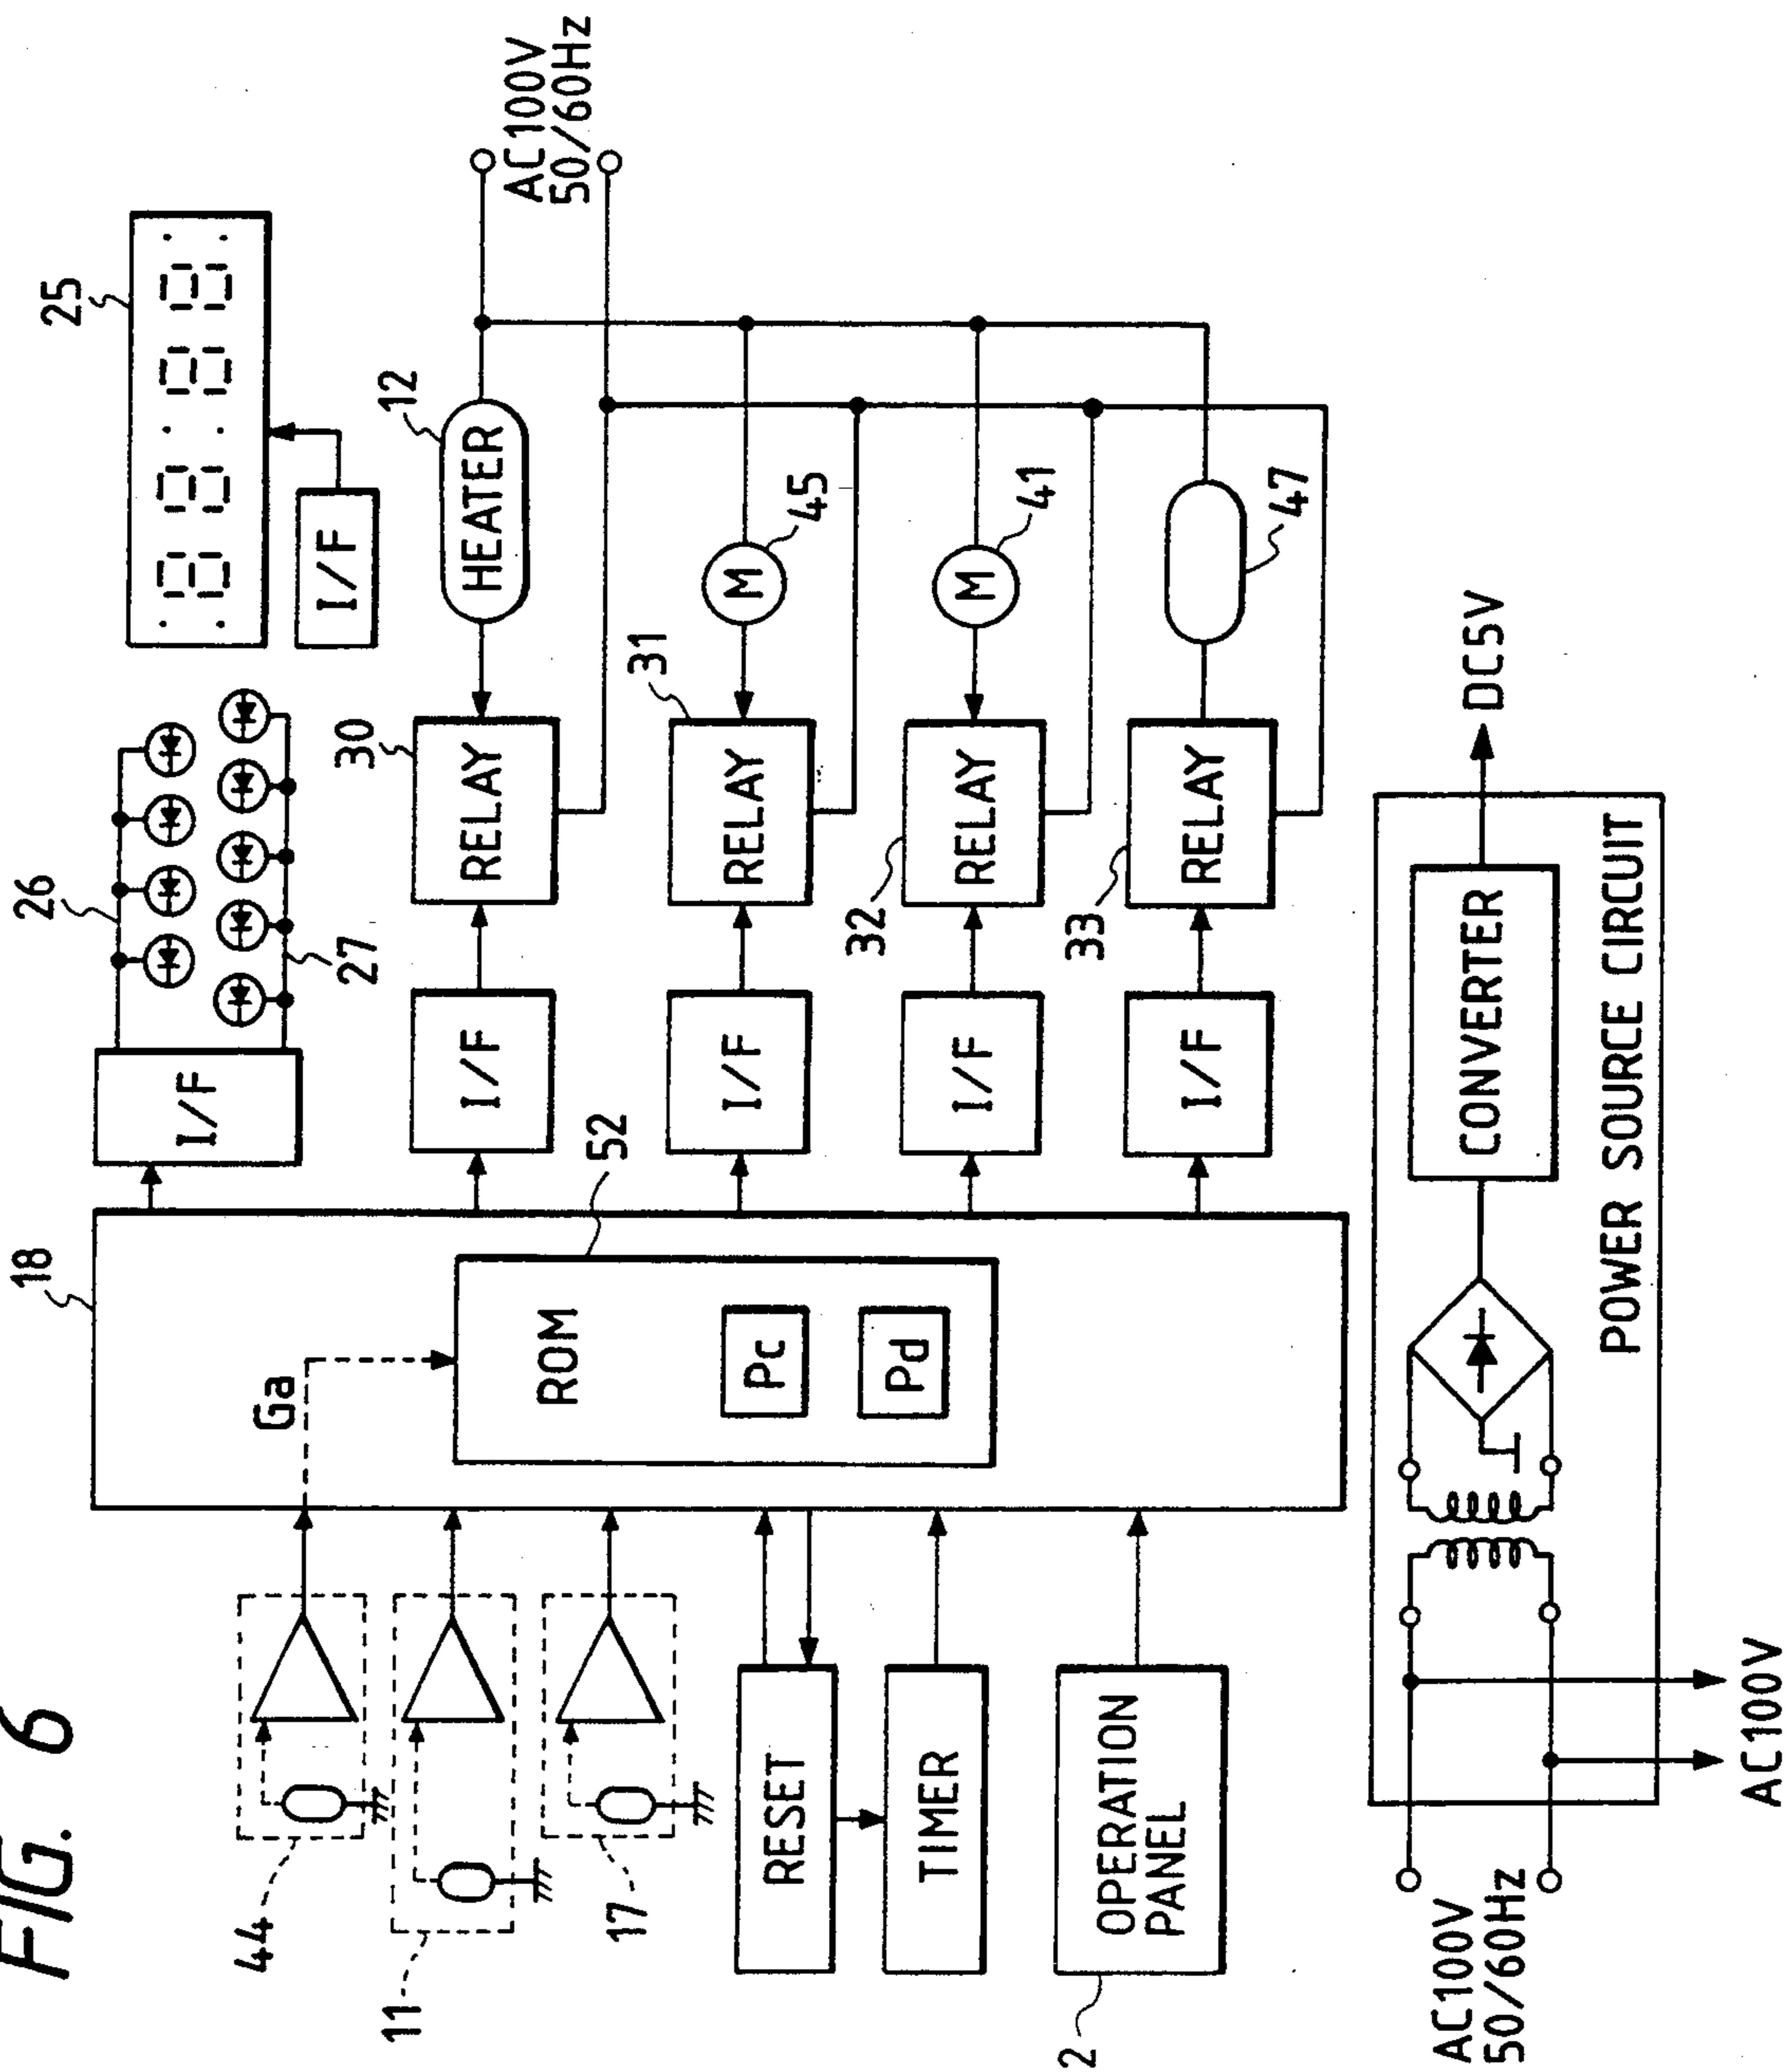 FIG. 6
44
11
17
RESET
TIMER
OPERATION
PANEL
2
18
Ga
ROM
52
Pc
Pd
I/F
26
27
25
I/F
I/F
30
RELAY
12
HEATER
AC100V
50/60Hz
I/F
31
RELAY
M
45
I/F
32
RELAY
M
41
I/F
33
RELAY
47
AC100V
50/60Hz
AC100V
CONVERTER
DC5V
POWER SOURCE CIRCUIT